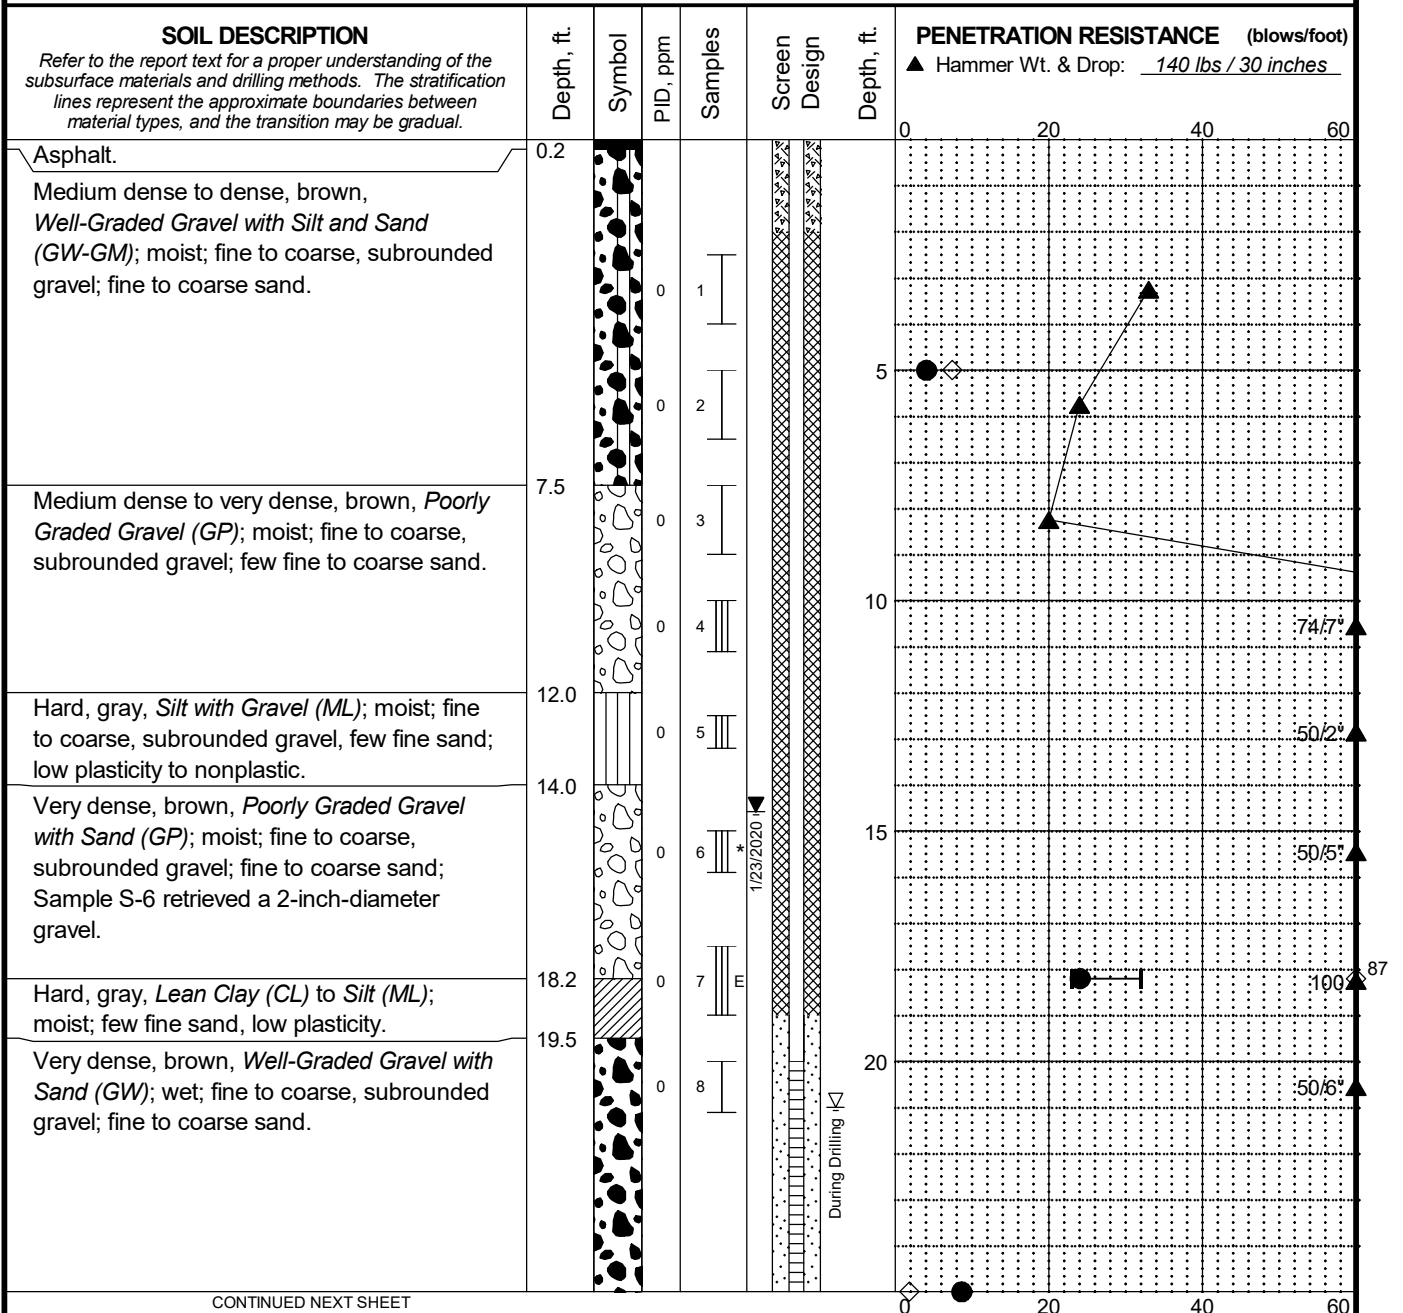 SOIL DESCRIPTION
Refer to the report text for a proper understanding of the
subsurface materials and drilling methods. The stratification
lines represent the approximate boundaries between
material types, and the transition may be gradual.
Depth, ft.
Symbol
PID, ppm
Samples
Screen
Design
Depth, ft.
PENETRATION RESISTANCE (blows/foot)
▲ Hammer Wt. & Drop: 140 lbs / 30 inches
0 20 40 60
Asphalt.
0.2
Medium dense to dense, brown,
Well-Graded Gravel with Silt and Sand
(GW-GM); moist; fine to coarse, subrounded
gravel; fine to coarse sand.
0 1
5
0 2
7.5
Medium dense to very dense, brown, Poorly
Graded Gravel (GP); moist; fine to coarse,
subrounded gravel; few fine to coarse sand.
0 3
10
0 4
74/7"
12.0
Hard, gray, Silt with Gravel (ML); moist; fine
to coarse, subrounded gravel, few fine sand;
low plasticity to nonplastic.
0 5
50/2"
14.0
Very dense, brown, Poorly Graded Gravel
with Sand (GP); moist; fine to coarse,
subrounded gravel; fine to coarse sand;
Sample S-6 retrieved a 2-inch-diameter
gravel.
1/23/2020
15
0 6 *
50/5"
18.2
Hard, gray, Lean Clay (CL) to Silt (ML);
moist; few fine sand, low plasticity.
0 7 E
100
87
19.5
Very dense, brown, Well-Graded Gravel with
Sand (GW); wet; fine to coarse, subrounded
gravel; fine to coarse sand.
20
0 8
50/6"
During Drilling
CONTINUED NEXT SHEET
0 20 40 60